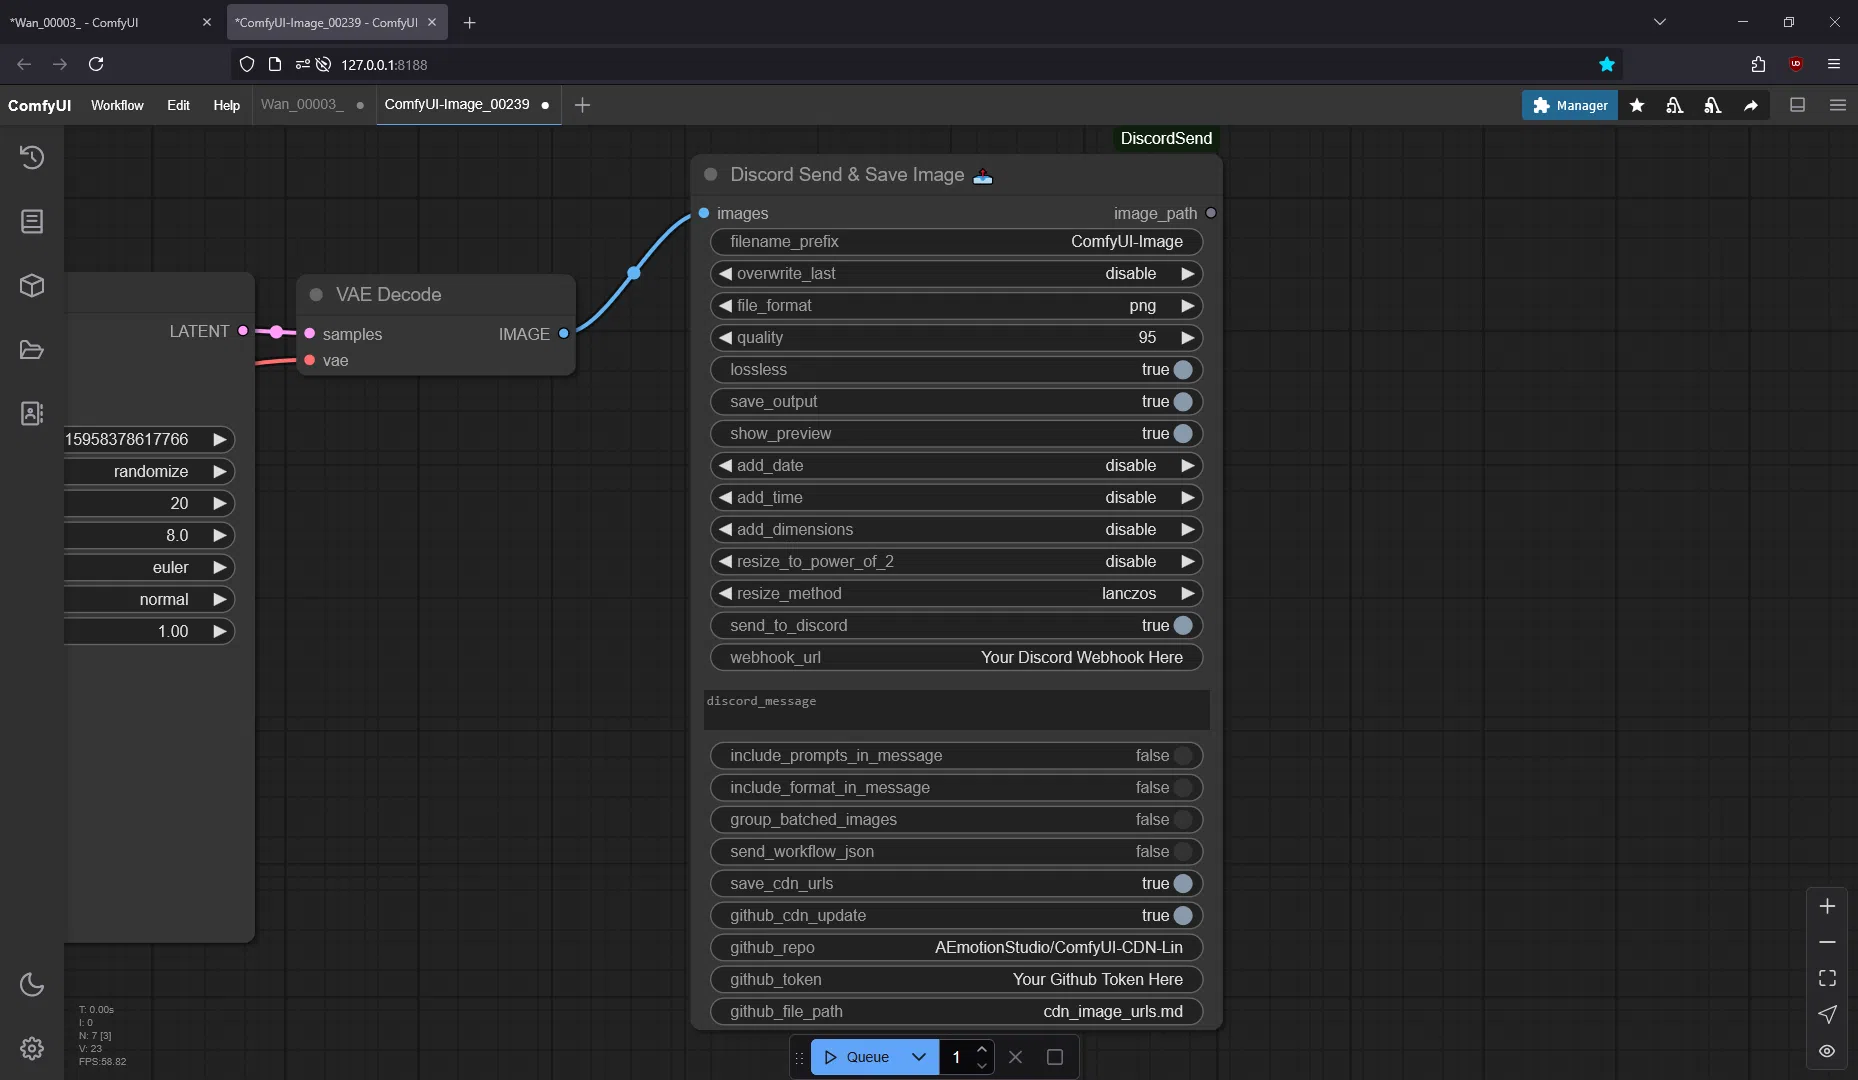 *Wan_00003_ - ComfyUI
*ComfyUI-Image_00239 - ComfyUI
127.0.0.1:8188
ComfyUI Workflow Edit Help Wan_00003_ ComfyUI-Image_00239 Manager
DiscordSend
Discord Send & Save Image
images image_path
filename_prefix ComfyUI-Image
overwrite_last disable
file_format png
quality 95
lossless true
save_output true
show_preview true
add_date disable
add_time disable
add_dimensions disable
resize_to_power_of_2 disable
resize_method lanczos
send_to_discord true
webhook_url Your Discord Webhook Here
discord_message
include_prompts_in_message false
include_format_in_message false
group_batched_images false
send_workflow_json false
save_cdn_urls true
github_cdn_update true
github_repo AEmotionStudio/ComfyUI-CDN-Lin
github_token Your Github Token Here
github_file_path cdn_image_urls.md
VAE Decode
samples IMAGE
vae
LATENT
15958378617766
randomize
20
8.0
euler
normal
1.00
T: 0.00s
I: 0
N: 7 [3]
V: 23
FPS:58.82
Queue 1